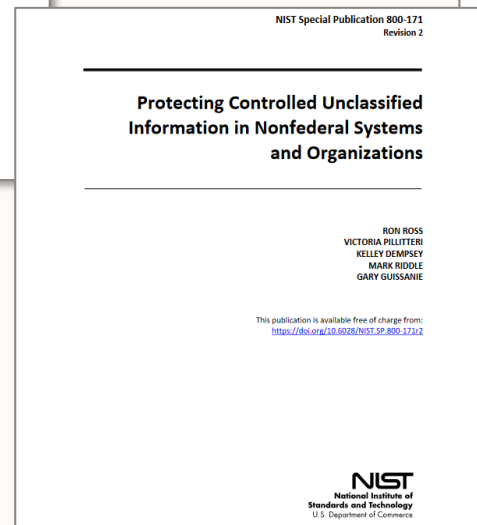 NIST Special Publication 800-171
Revision 2
Protecting Controlled Unclassified
Information in Nonfederal Systems
and Organizations
RON ROSS
VICTORIA PILLITTERI
KELLEY DEMPSEY
MARK RIDDLE
GARY GUISSANIE
This publication is available free of charge from:
https://doi.org/10.6028/NIST.SP.800-171r2
NIST
National Institute of
Standards and Technology
U.S. Department of Commerce